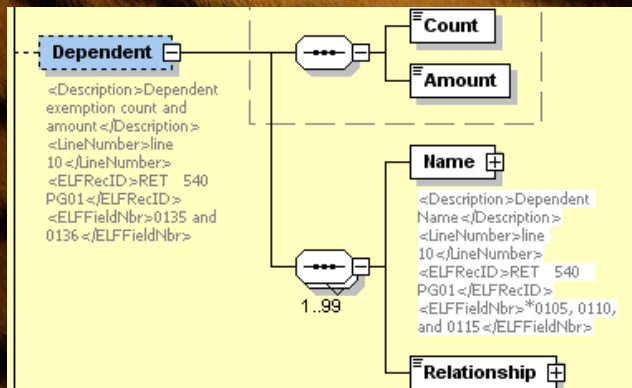 Dependent
<Description>Dependent
exemption count and
amount</Description>
<LineNumber>line
10</LineNumber>
<ELFRecID>RET 540
PG01</ELFRecID>
<ELFFieldNbr>0135 and
0136</ELFFieldNbr>
Count
Amount
Name
<Description>Dependent
Name</Description>
<LineNumber>line
10</LineNumber>
<ELFRecID>RET 540
PG01</ELFRecID>
<ELFFieldNbr>*0105, 0110,
and 0115</ELFFieldNbr>
1..99
Relationship